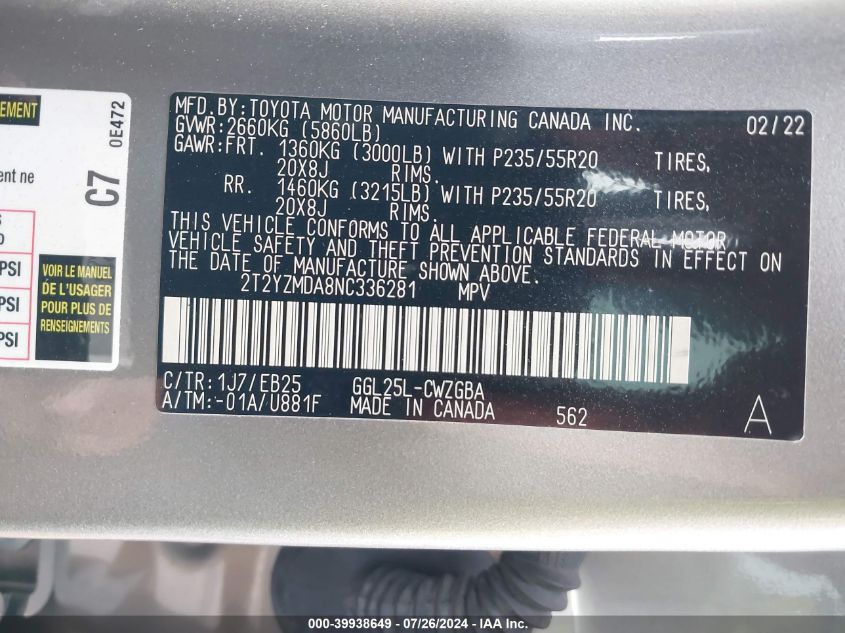 EMENT
ent ne
C7
0E472
S
O
PSI
PSI
PSI
VOIR LE MANUEL
DE L'USAGER
POUR PLUS DE
RENSEIGNEMENTS
MFD. BY: TOYOTA MOTOR MANUFACTURING CANADA INC. 02/22
GVWR: 2660KG (5860LB)
GAWR: FRT. 1360KG (3000LB) WITH P235/55R20 TIRES,
20X8J RIMS.
RR. 1460KG (3215LB) WITH P235/55R20 TIRES,
20X8J RIMS.
THIS VEHICLE CONFORMS TO ALL APPLICABLE FEDERAL MOTOR
VEHICLE SAFETY AND THEFT PREVENTION STANDARDS IN EFFECT ON
THE DATE OF MANUFACTURE SHOWN ABOVE.
2T2YZMDA8NC336281 MPV
C/TR: 1J7/EB25 GGL25L-CWZGBA
A/TM: -01A/U881F MADE IN CANADA 562 A
000-39938649 / 07/26/2024 - IAA Inc.